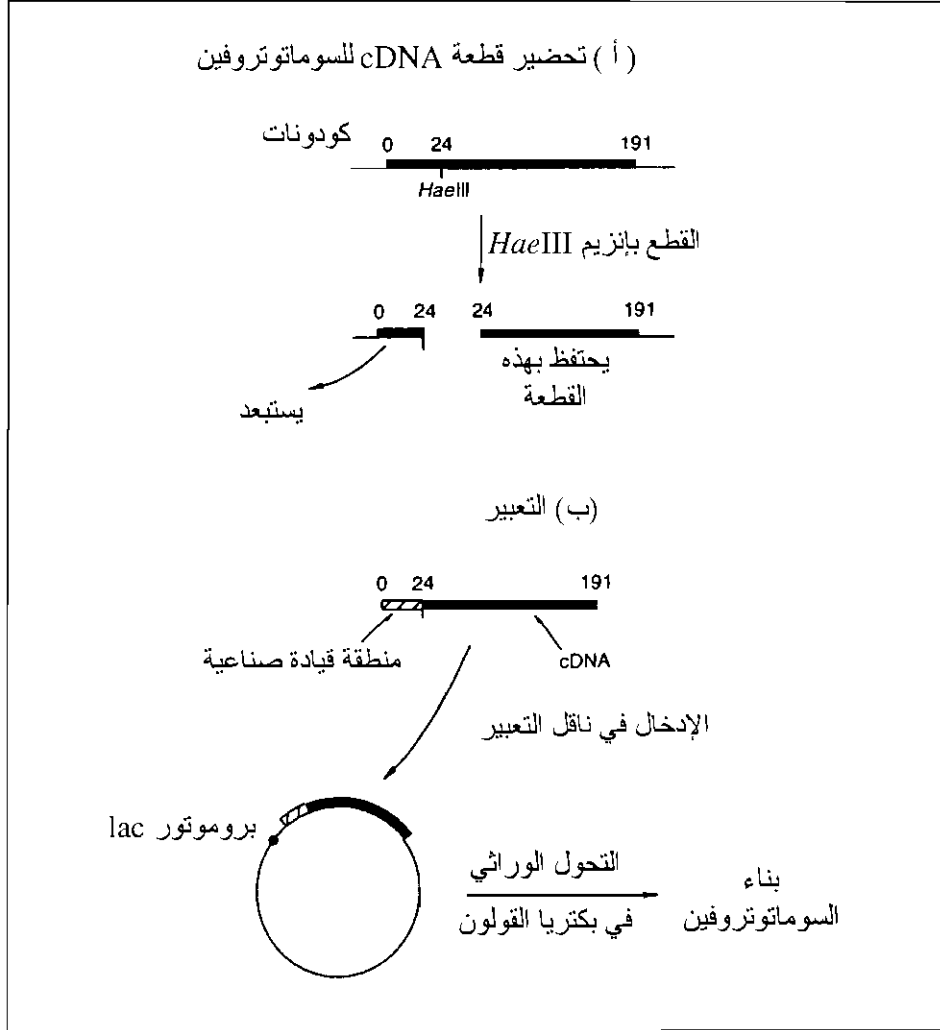 ( أ ) تحضير قطعة cDNA للسوماتوتروفين
كودونات
0 24 191
HaeIII
القطع بإنزيم HaeIII
0 24 24 191
يحتفظ بهذه
القطعة
يستبعد
(ب) التعبير
0 24 191
منطقة قيادة صناعية
cDNA
الإدخال في ناقل التعبير
بروموتور lac
التحول الوراثي
في بكتريا القولون
بناء
السوماتوتروفين